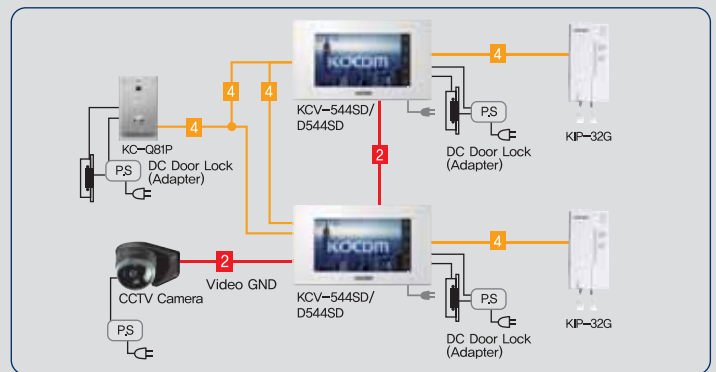 KOCOM
4
4
4
4
P.S
KC-Q81P
KCV-544SD/
D544SD
KIP-32G
P.S
DC Door Lock
(Adapter)
DC Door Lock
(Adapter)
2
KOCOM
4
2
Video GND
CCTV Camera
KCV-544SD/
D544SD
P.S
KIP-32G
P.S
DC Door Lock
(Adapter)